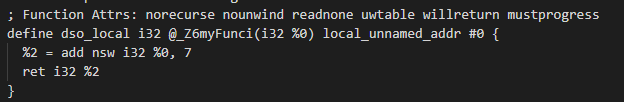 ; Function Attrs: norecurse nounwind readnone uwtable willreturn mustprogress
define dso_local i32 @_Z6myFunci(i32 %0) local_unnamed_addr #0 {
  %2 = add nsw i32 %0, 7
  ret i32 %2
}